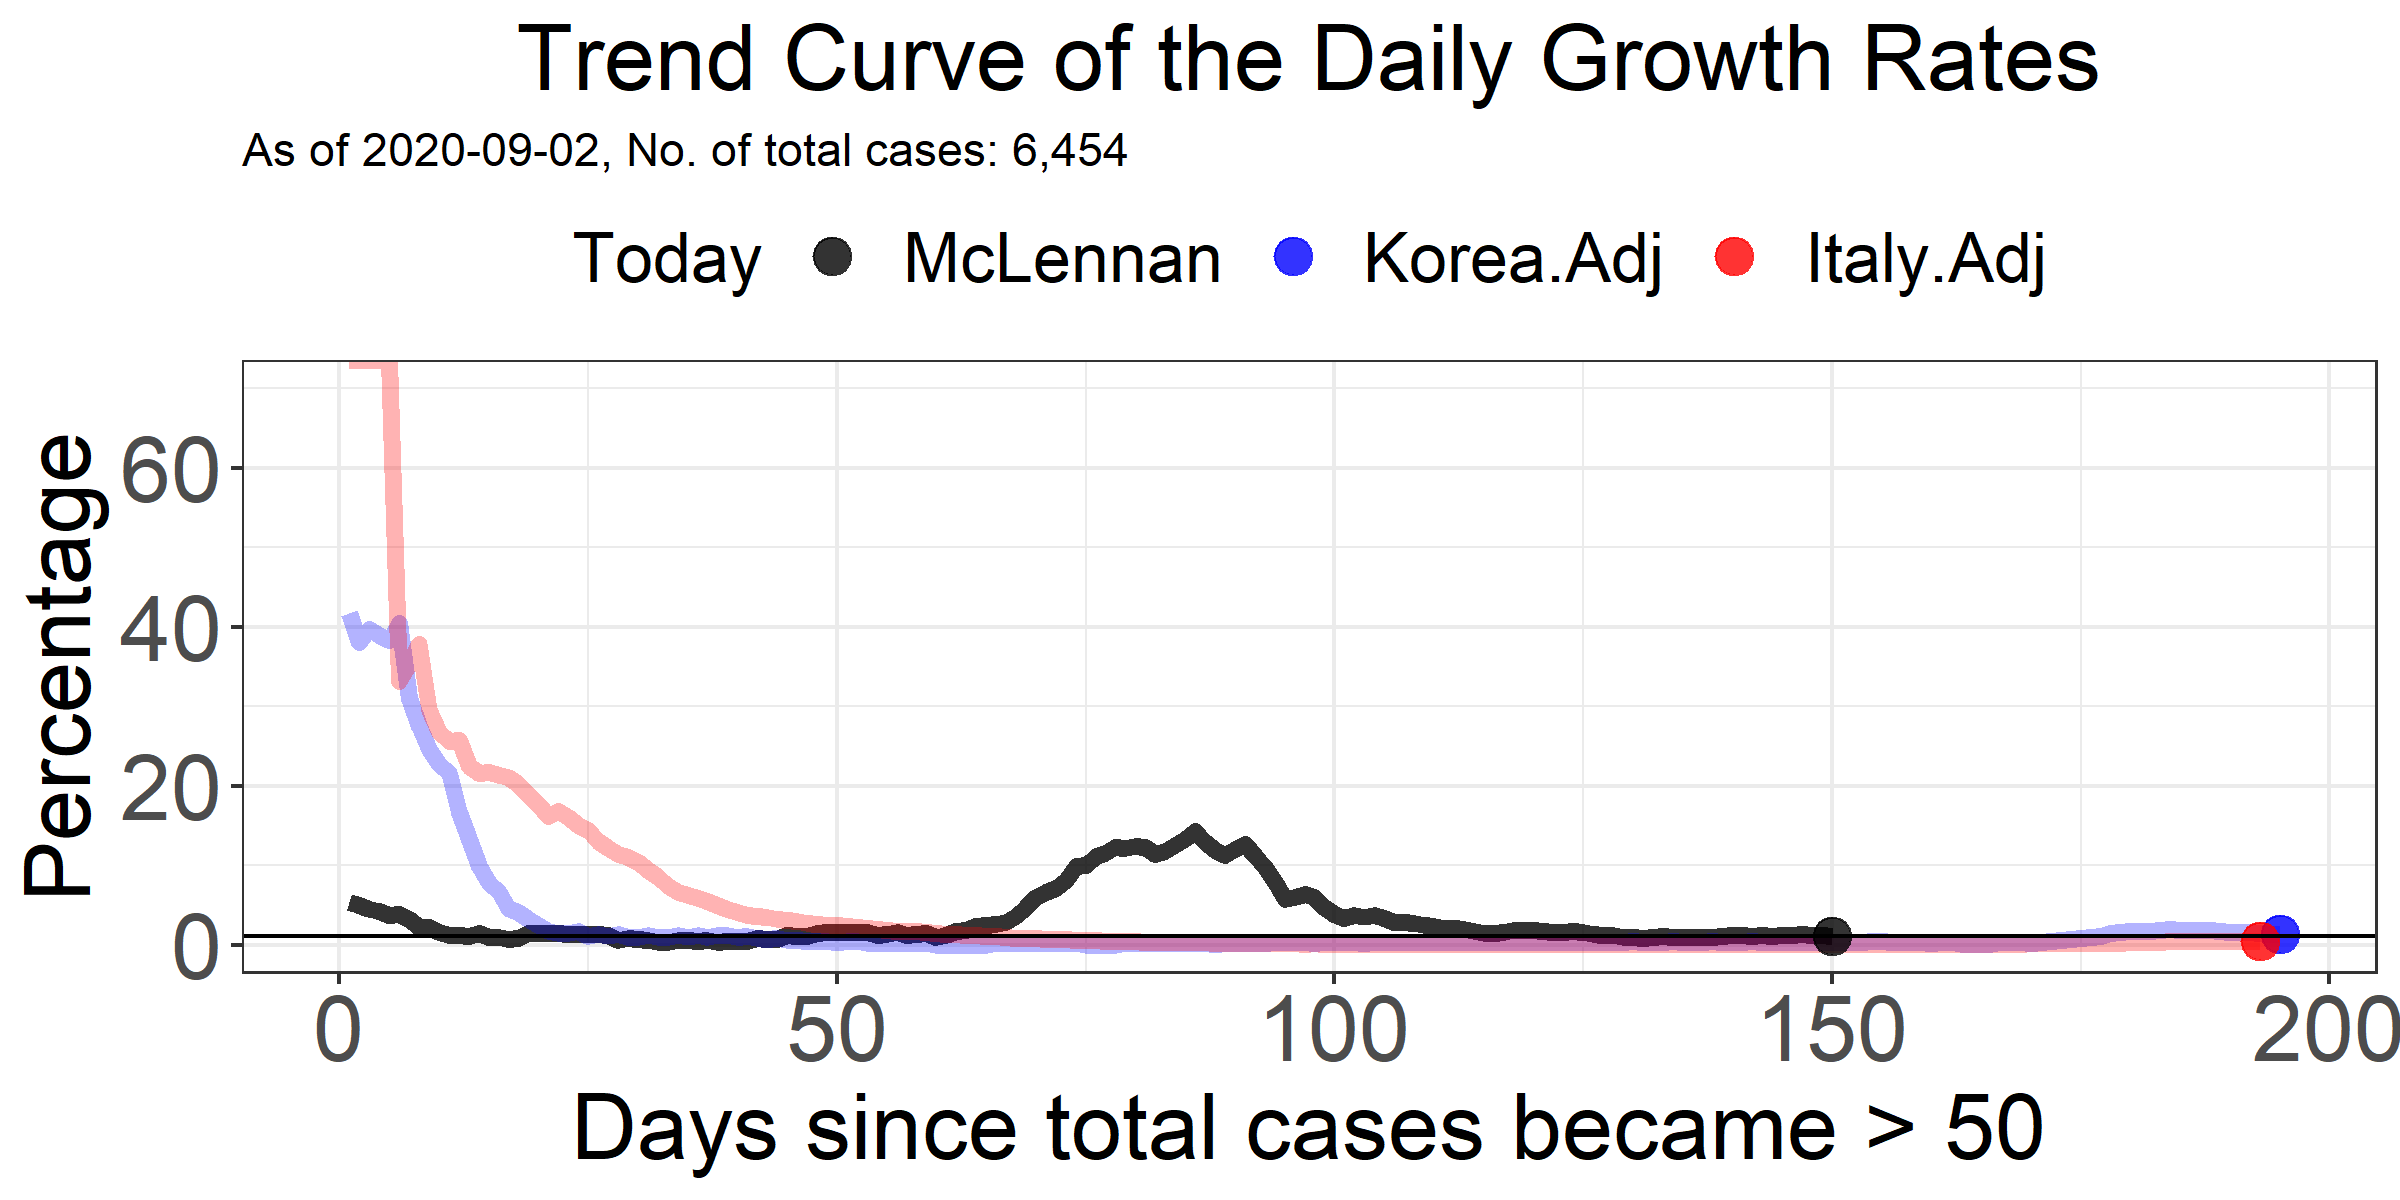 Trend Curve of the Daily Growth Rates
As of 2020-09-02, No. of total cases: 6,454
Today McLennan Korea.Adj Italy.Adj
Percentage
60
40
20
0
0 50 100 150 200
Days since total cases became > 50